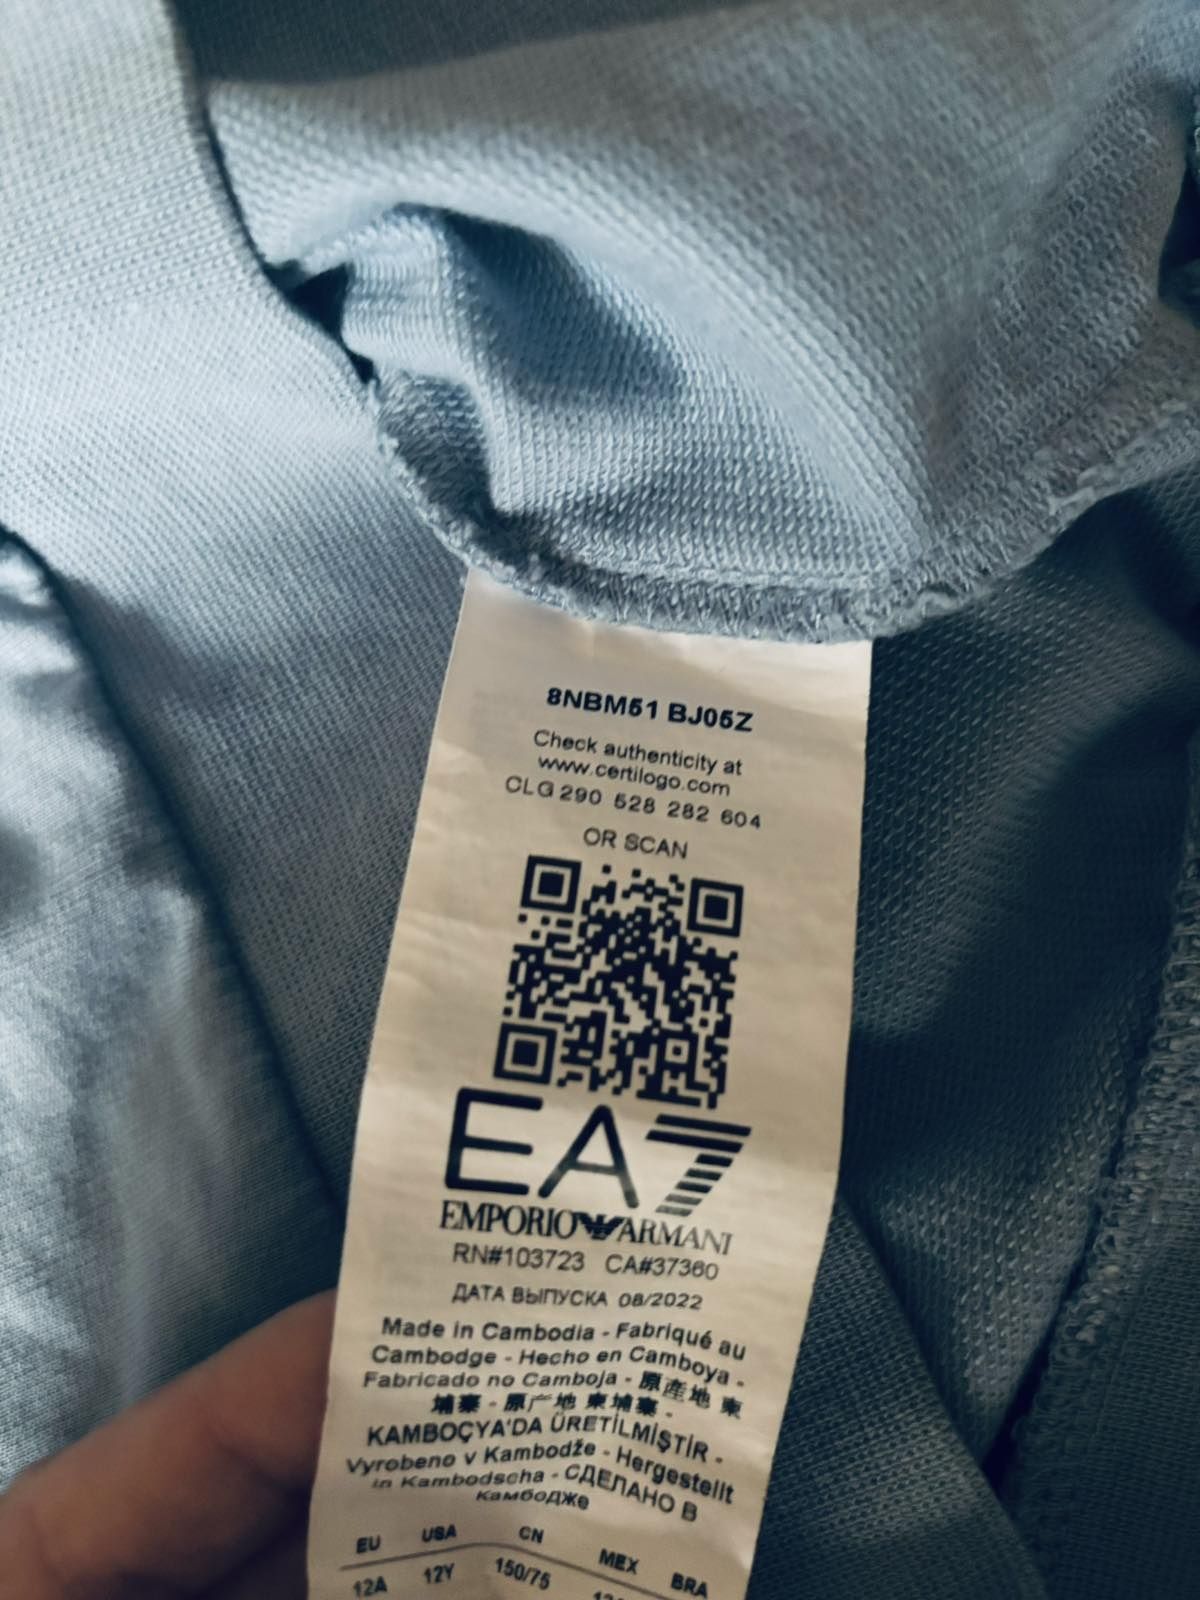 8NBM51 BJ05Z
Check authenticity at
www.certilogo.com
CLG 290 528 282 604
OR SCAN
EA7
EMPORIO ARMANI
RN#103723 CA#37360
ДАТА ВЫПУСКА 08/2022
Made in Cambodia - Fabriqué au
Cambodge - Hecho en Camboya -
Fabricado no Camboja - 原產地 柬
埔寨 - 原产地 柬埔寨 -
KAMBOÇYA'DA ÜRETİLMİŞTİR -
Vyrobeno v Kambodže - Hergestellt
in Kambodscha - СДЕЛАНО В
Камбодже
EU USA CN MEX BRA
12A 12Y 150/75